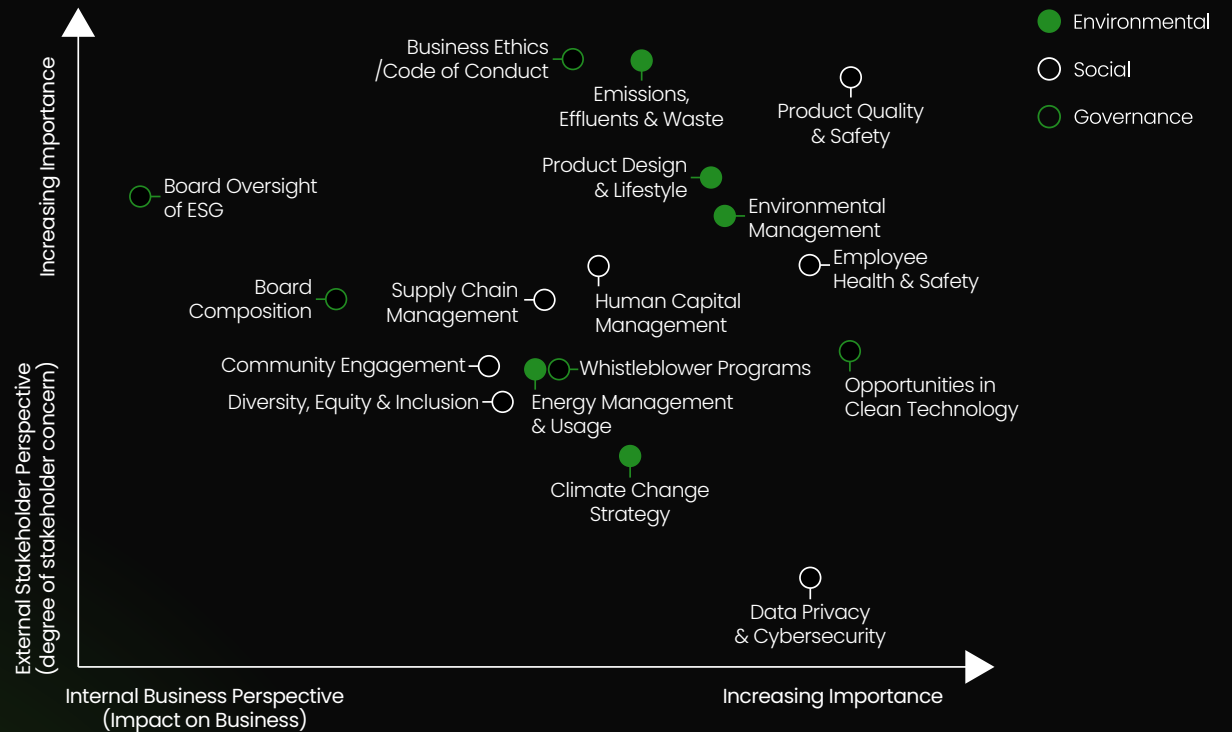 Environmental
Social
Governance
Increasing Importance
External Stakeholder Perspective
(degree of stakeholder concern)
Business Ethics
/Code of Conduct
Emissions,
Effluents & Waste
Product Quality
& Safety
Product Design
& Lifestyle
Board Oversight
of ESG
Environmental
Management
Employee
Health & Safety
Board
Composition
Supply Chain
Management
Human Capital
Management
Community Engagement
Whistleblower Programs
Opportunities in
Clean Technology
Diversity, Equity & Inclusion
Energy Management
& Usage
Climate Change
Strategy
Data Privacy
& Cybersecurity
Internal Business Perspective
(Impact on Business)
Increasing Importance